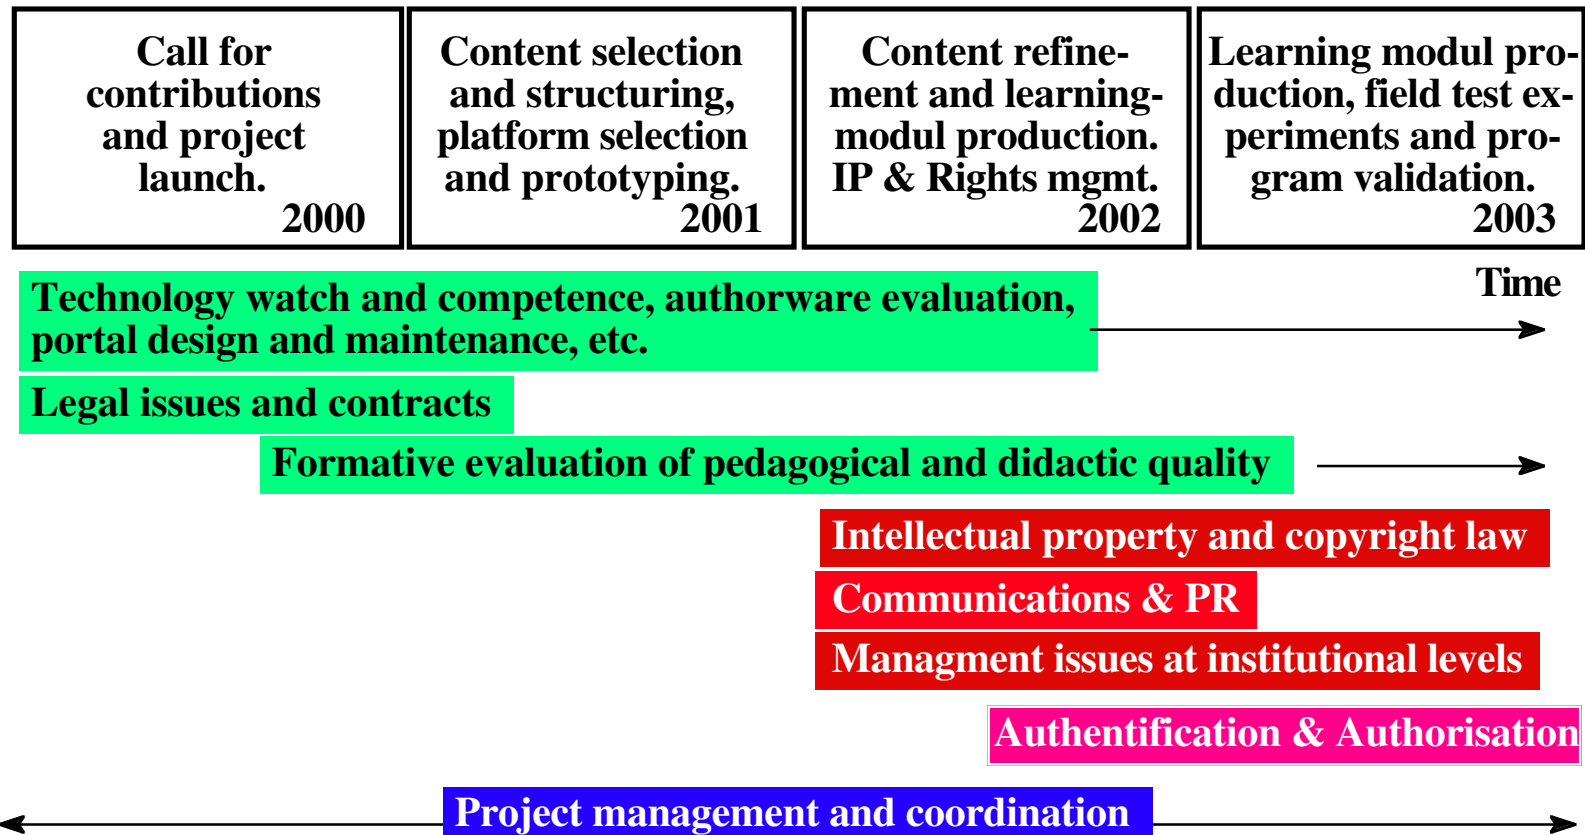 Call for
contributions
and project
launch.
2000
Content selection
and structuring,
platform selection
and prototyping.
2001
Content refine-
ment and learning-
modul production.
IP & Rights mgmt.
2002
Learning modul pro-
duction, field test ex-
periments and pro-
gram validation.
2003
Time
Technology watch and competence, authorware evaluation,
portal design and maintenance, etc.
Legal issues and contracts
Formative evaluation of pedagogical and didactic quality
Intellectual property and copyright law
Communications & PR
Managment issues at institutional levels
Authentification & Authorisation
Project management and coordination